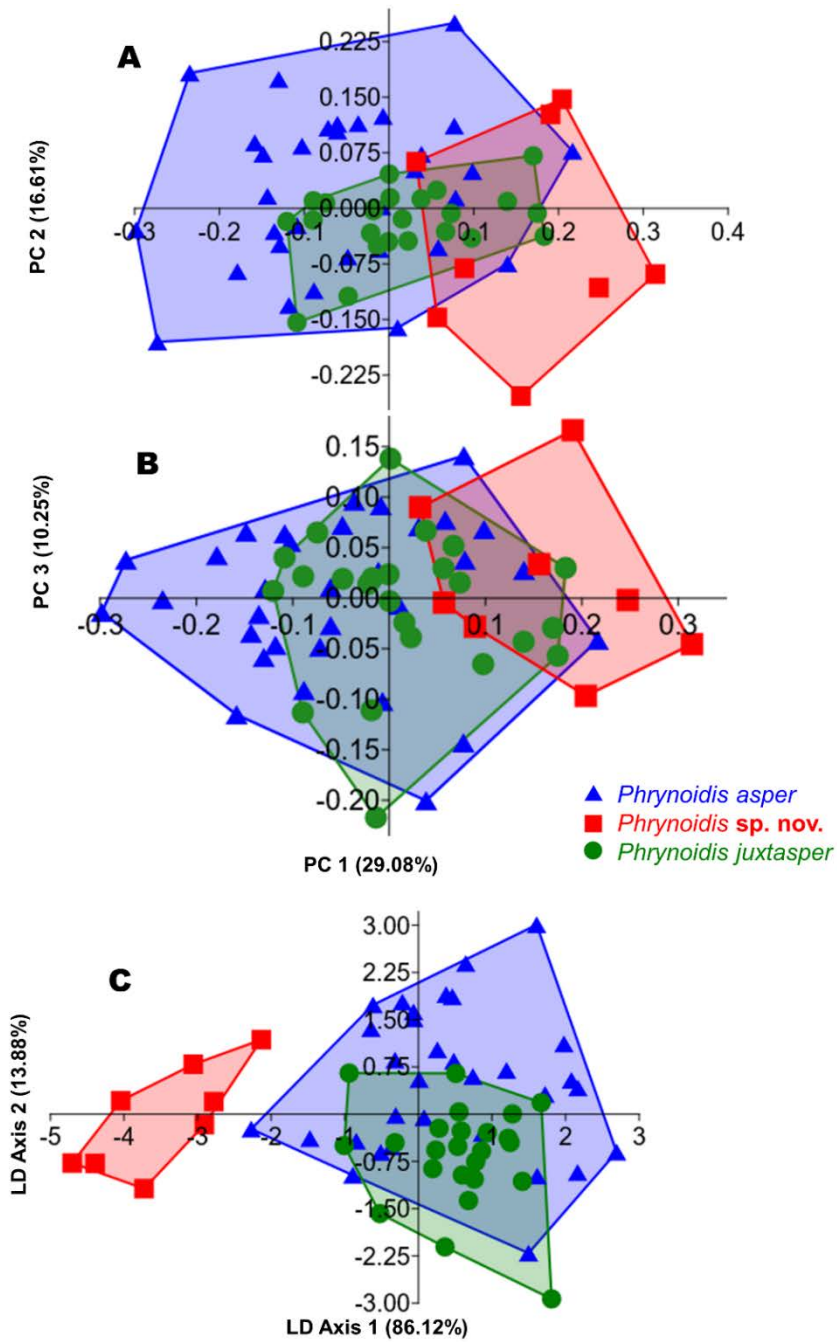 A
PC 2 (16.61%)
0.225
0.150
0.075
0.000
-0.3 -0.2 -0.1 0.0 0.1 0.2 0.3 0.4
-0.075
-0.150
-0.225
B
PC 3 (10.25%)
0.15
0.10
0.05
0.00
-0.3 -0.2 -0.1 0.1 0.2 0.3
-0.05
-0.10
-0.15
-0.20
Phrynoidis asper
Phrynoidis sp. nov.
Phrynoidis juxtasper
PC 1 (29.08%)
C
LD Axis 2 (13.88%)
3.00
2.25
1.50
0.75
-5 -4 -3 -2 -1 1 2 3
-0.75
-1.50
-2.25
-3.00
LD Axis 1 (86.12%)